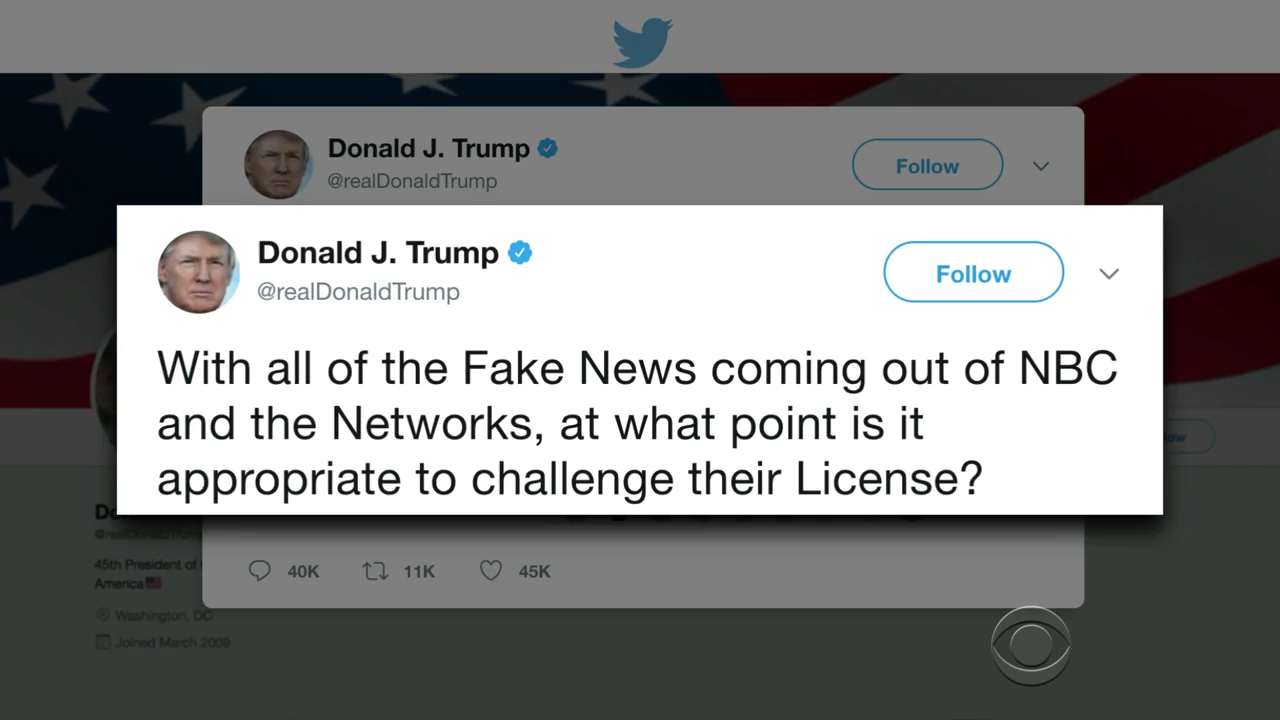 Donald J. Trump
@realDonaldTrump
Follow
Donald J. Trump
@realDonaldTrump
Follow
With all of the Fake News coming out of NBC
and the Networks, at what point is it
appropriate to challenge their License?
40K 11K 45K
45th President of
America
Washington, DC
Joined March 2009